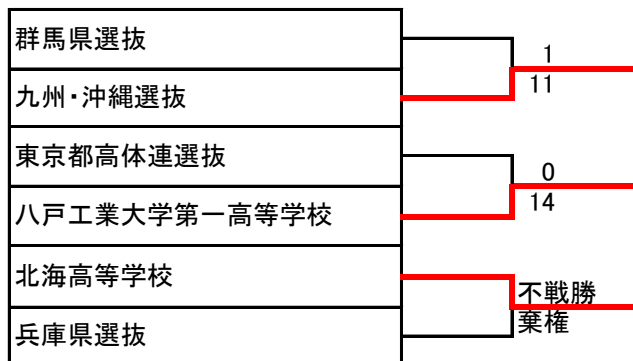 群馬県選抜
1
九州・沖縄選抜
11
東京都高体連選抜
0
八戸工業大学第一高等学校
14
北海高等学校
不戦勝
兵庫県選抜
棄権